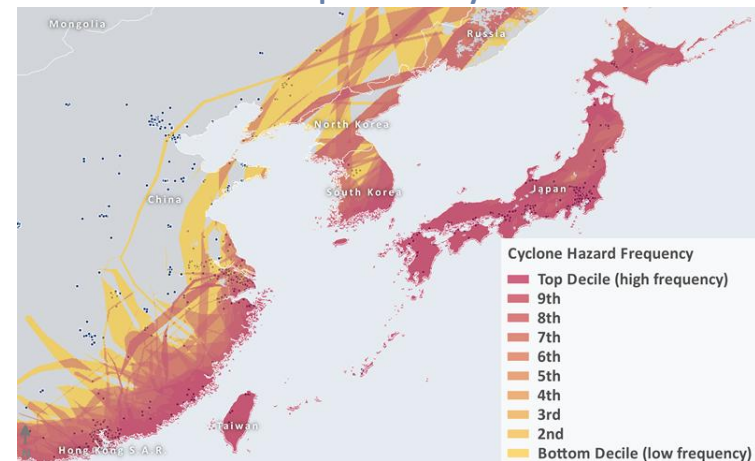 Mongolia
Russia
North Korea
China
South Korea
Japan
Cyclone Hazard Frequency
Top Decile (high frequency)
9th
8th
7th
6th
5th
4th
3rd
2nd
Bottom Decile (low frequency)
Taiwan
Hong Kong S.A.R.